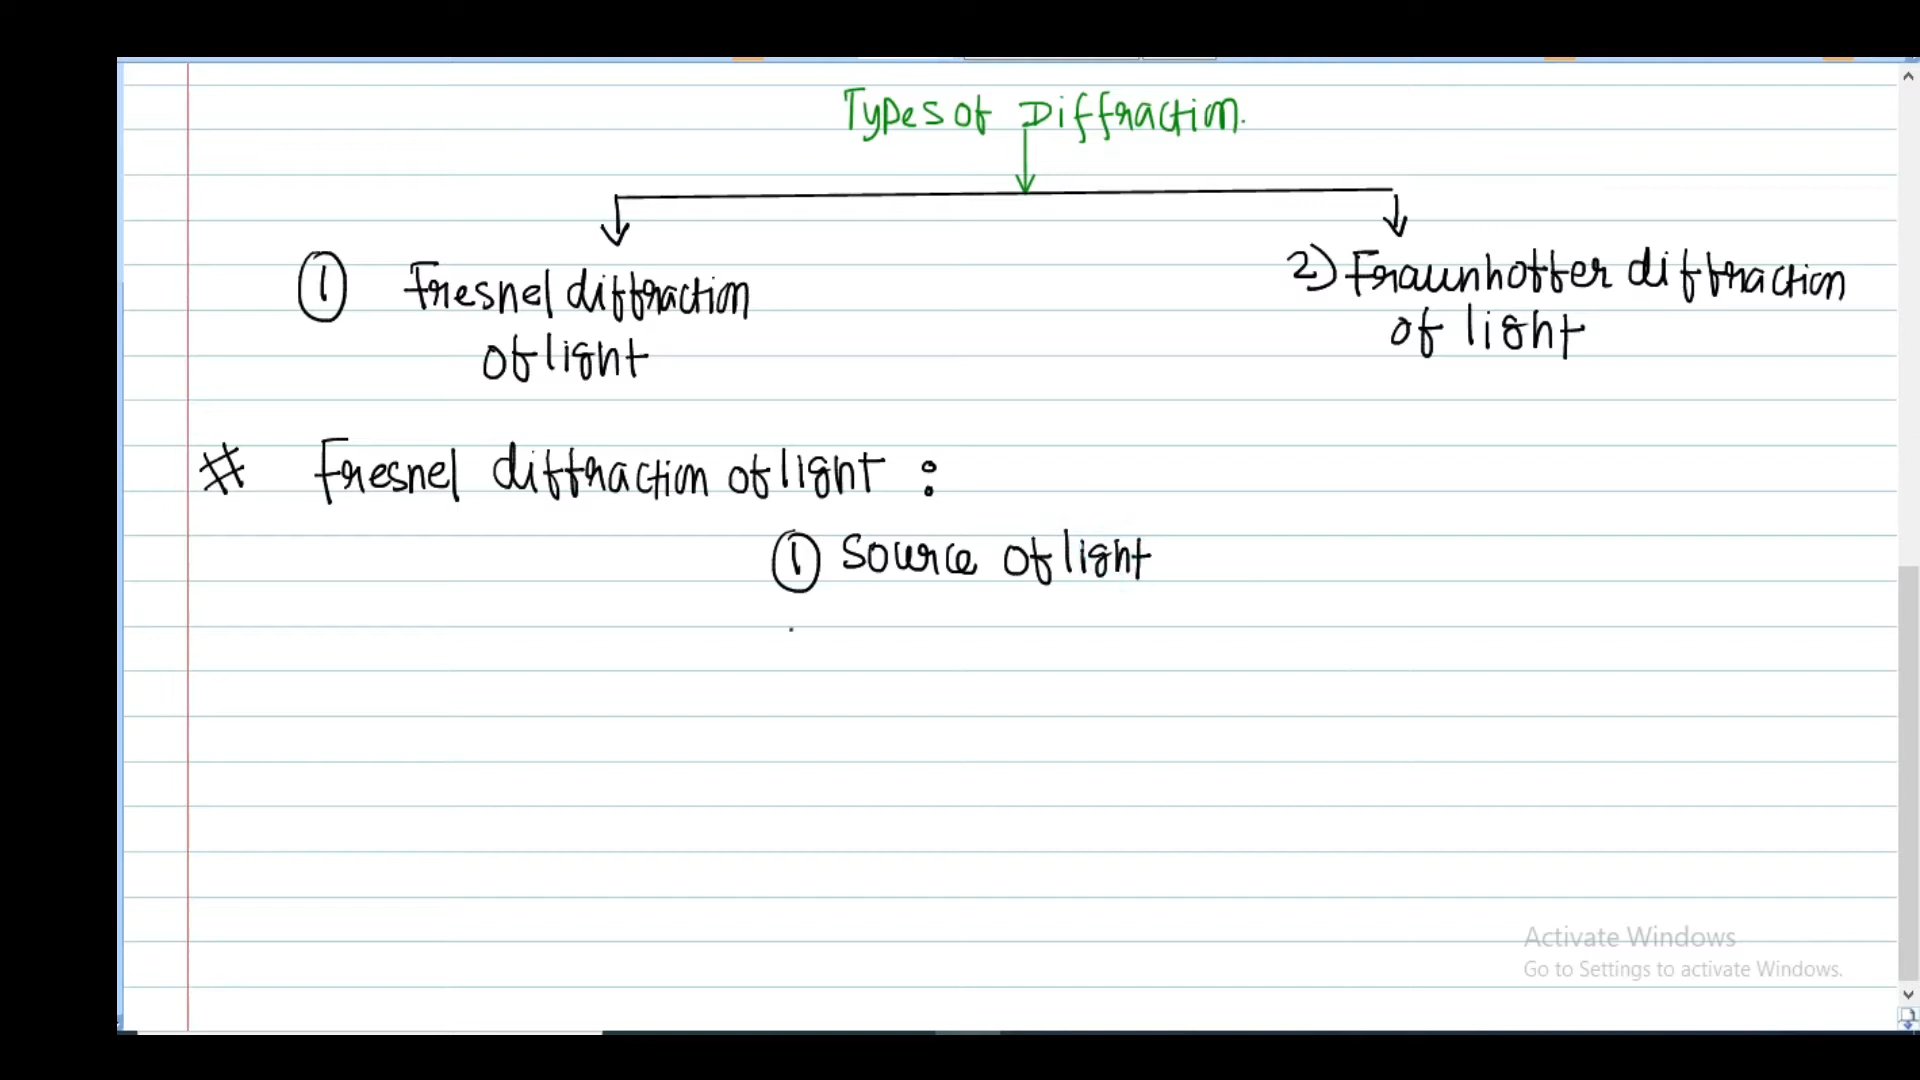 Types of Diffraction.
① Fresnel diffraction
of light
2) Fraunhoffer diffraction
of light
# Fresnel diffraction of light :
① Source of light
Activate Windows
Go to Settings to activate Windows.